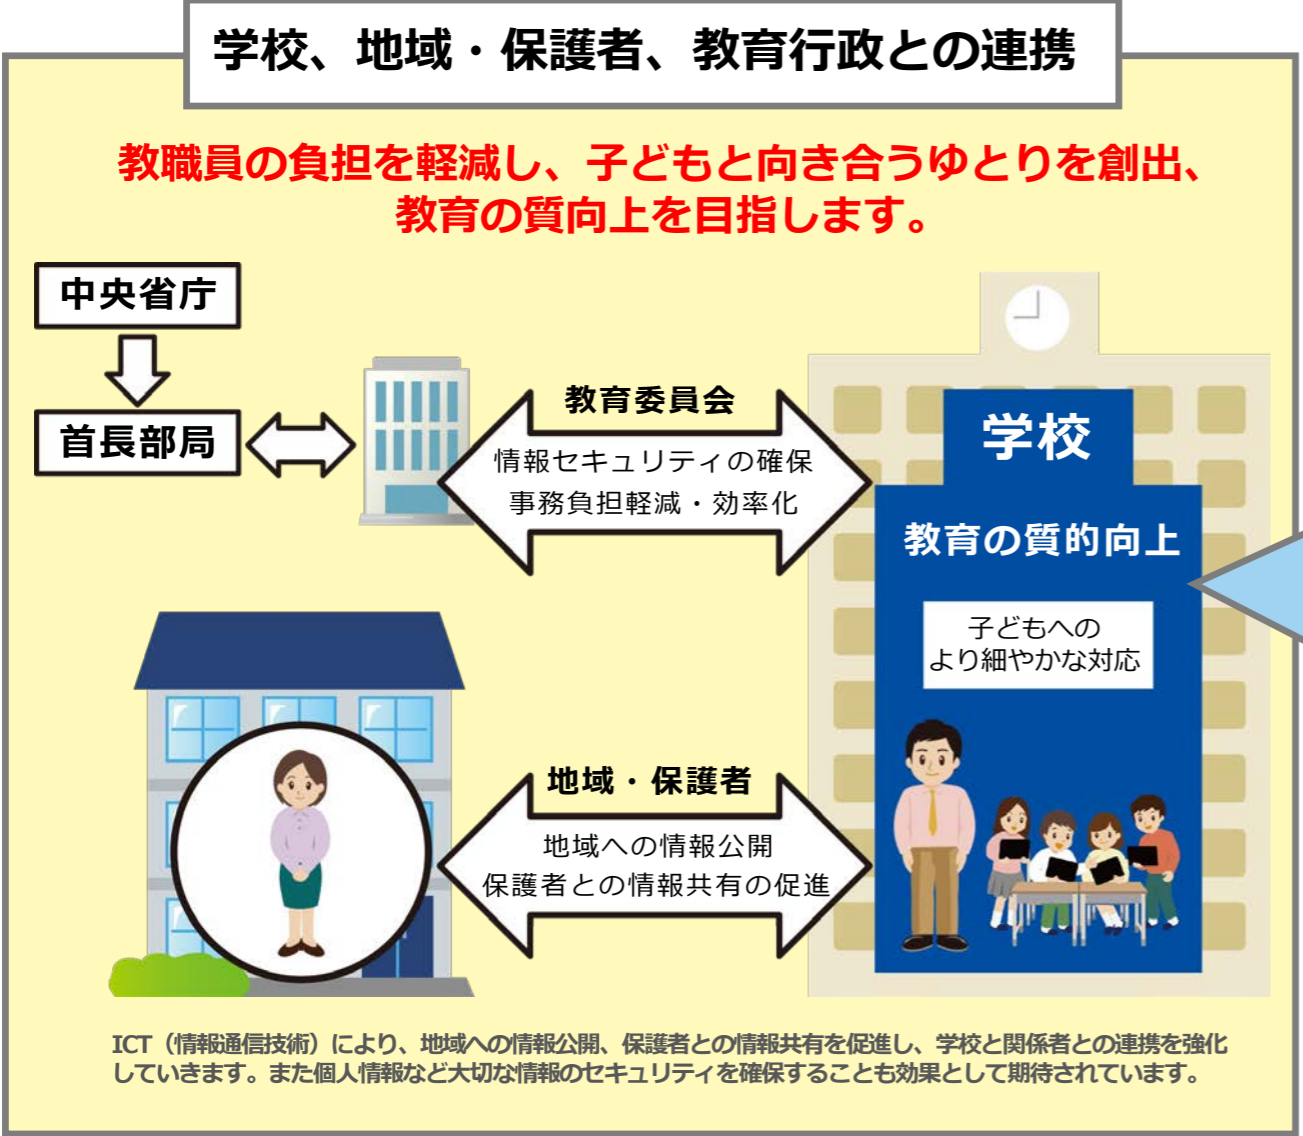 学校、地域・保護者、教育行政との連携
教職員の負担を軽減し、子どもと向き合うゆとりを創出、
教育の質向上を目指します。
中央省庁
首長部局
教育委員会
情報セキュリティの確保
事務負担軽減・効率化
学校
教育の質的向上
子どもへの
より細やかな対応
地域・保護者
地域への情報公開
保護者との情報共有の促進
ICT（情報通信技術）により、地域への情報公開、保護者との情報共有を促進し、学校と関係者との連携を強化
していきます。また個人情報など大切な情報のセキュリティを確保することも効果として期待されています。